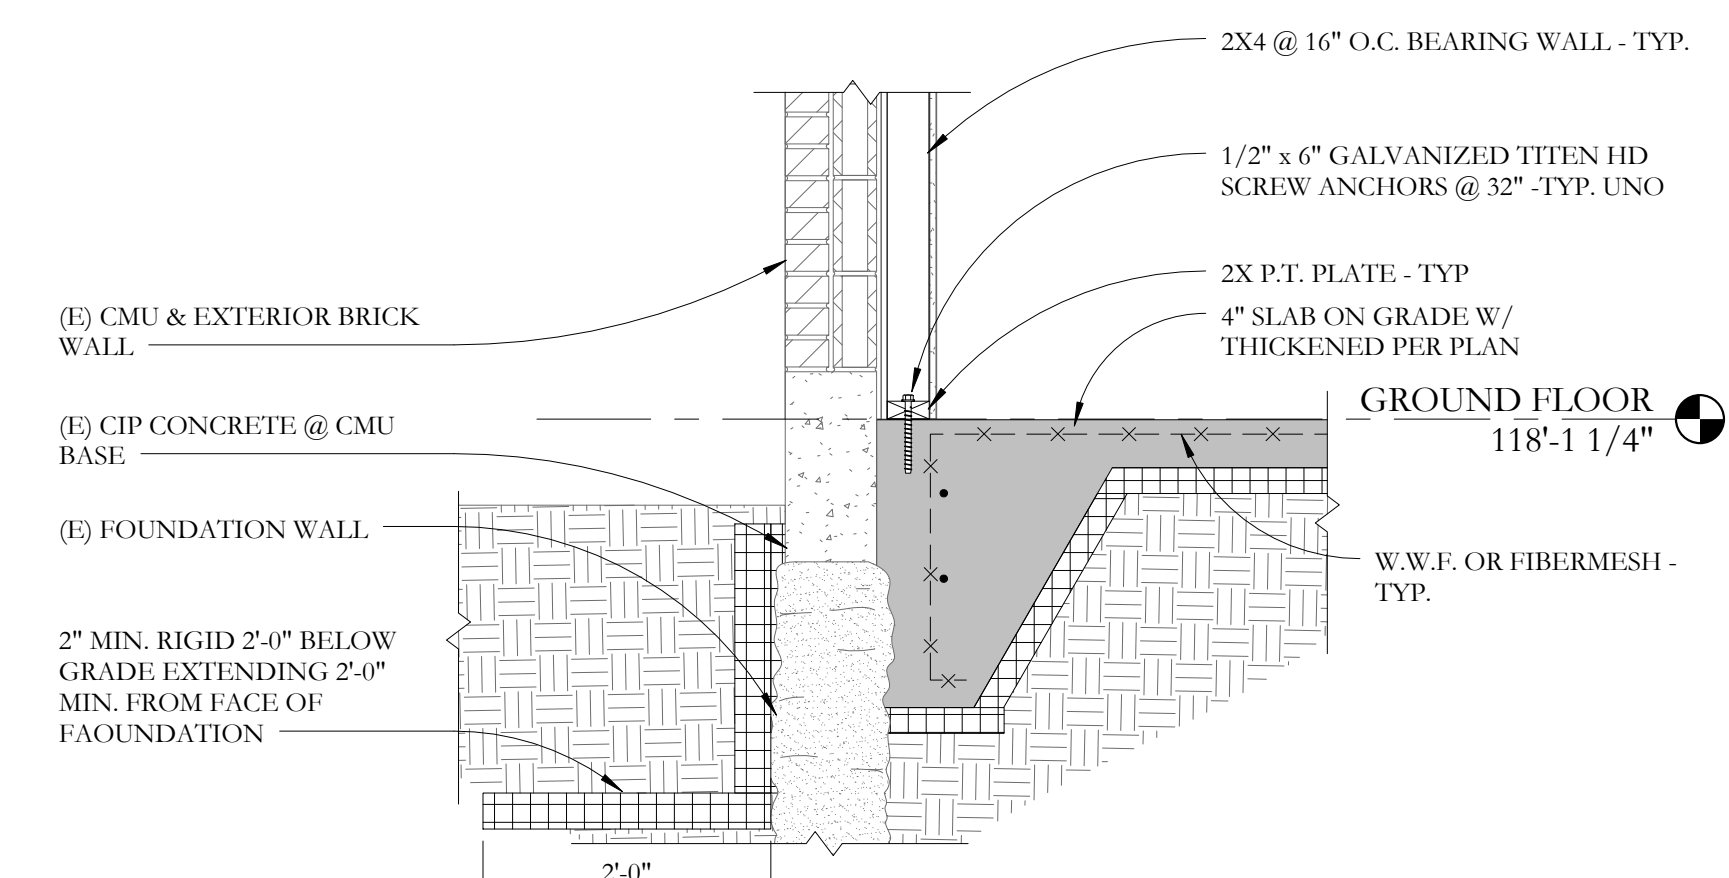 2X4 @ 16" O.C. BEARING WALL - TYP.
1/2" x 6" GALVANIZED TITEN HD
SCREW ANCHORS @ 32" -TYP. UNO
2X P.T. PLATE - TYP
4" SLAB ON GRADE W/
THICKENED PER PLAN
GROUND FLOOR
118'-1 1/4"
W.W.F. OR FIBERMESH -
TYP.
(E) CMU & EXTERIOR BRICK
WALL
(E) CIP CONCRETE @ CMU
BASE
(E) FOUNDATION WALL
2" MIN. RIGID 2'-0" BELOW
GRADE EXTENDING 2'-0"
MIN. FROM FACE OF
FAOUNDATION
2'-0"